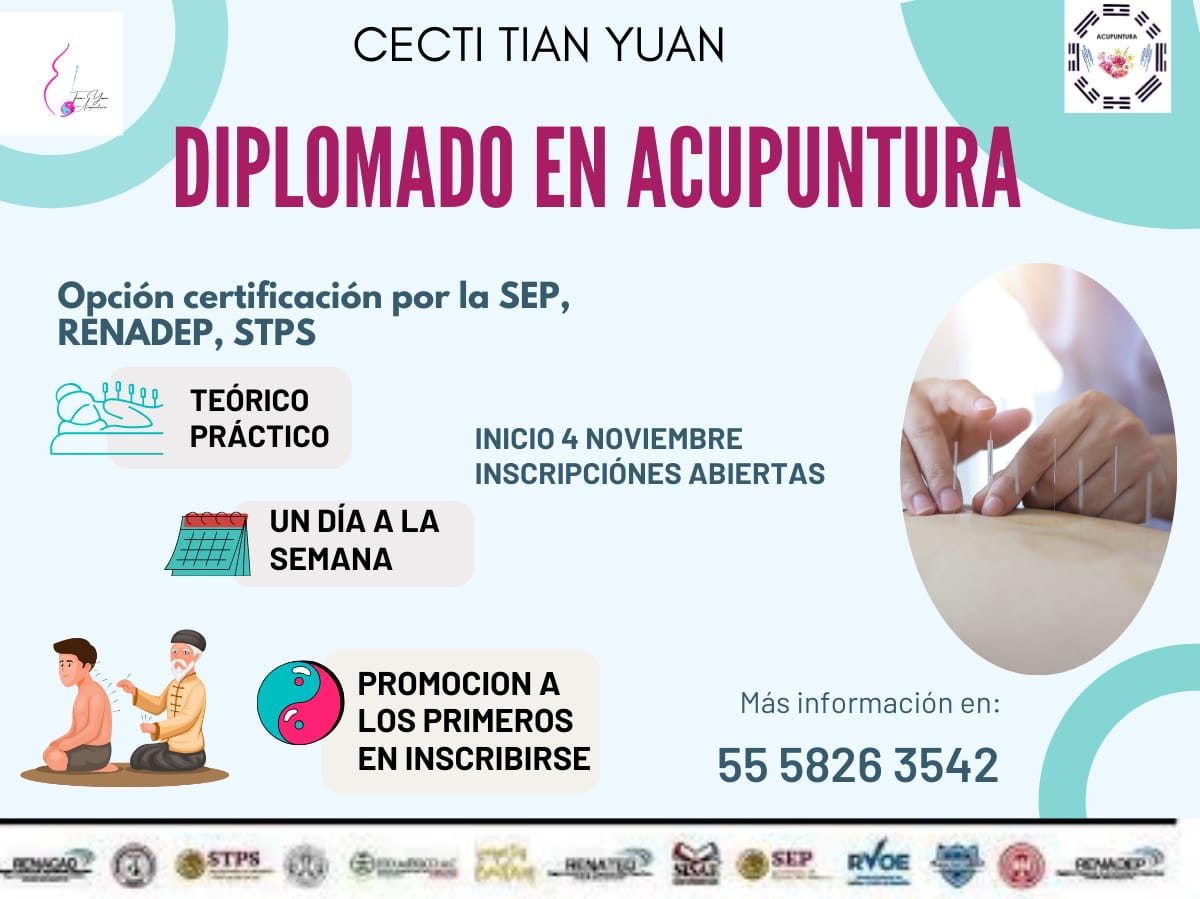 CECTI TIAN YUAN
ACUPUNTURA
DIPLOMADO EN ACUPUNTURA
Opción certificación por la SEP,
RENADEP, STPS
TEÓRICO
PRÁCTICO
INICIO 4 NOVIEMBRE
INSCRIPCIÓNES ABIERTAS
UN DÍA A LA
SEMANA
PROMOCION A
LOS PRIMEROS
EN INSCRIBIRSE
Más información en:
55 5826 3542
STPS
SEP
RVOE
RENADEP